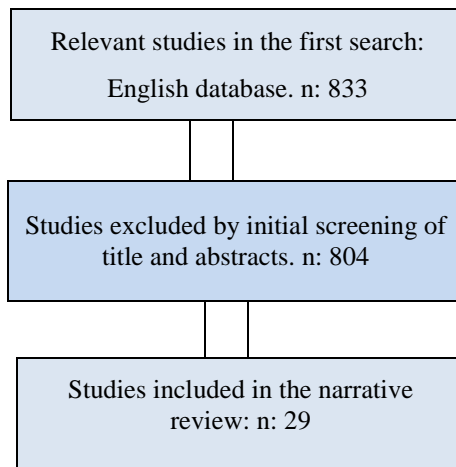 Relevant studies in the first search:
English database. n: 833
Studies excluded by initial screening of
title and abstracts. n: 804
Studies included in the narrative
review: n: 29